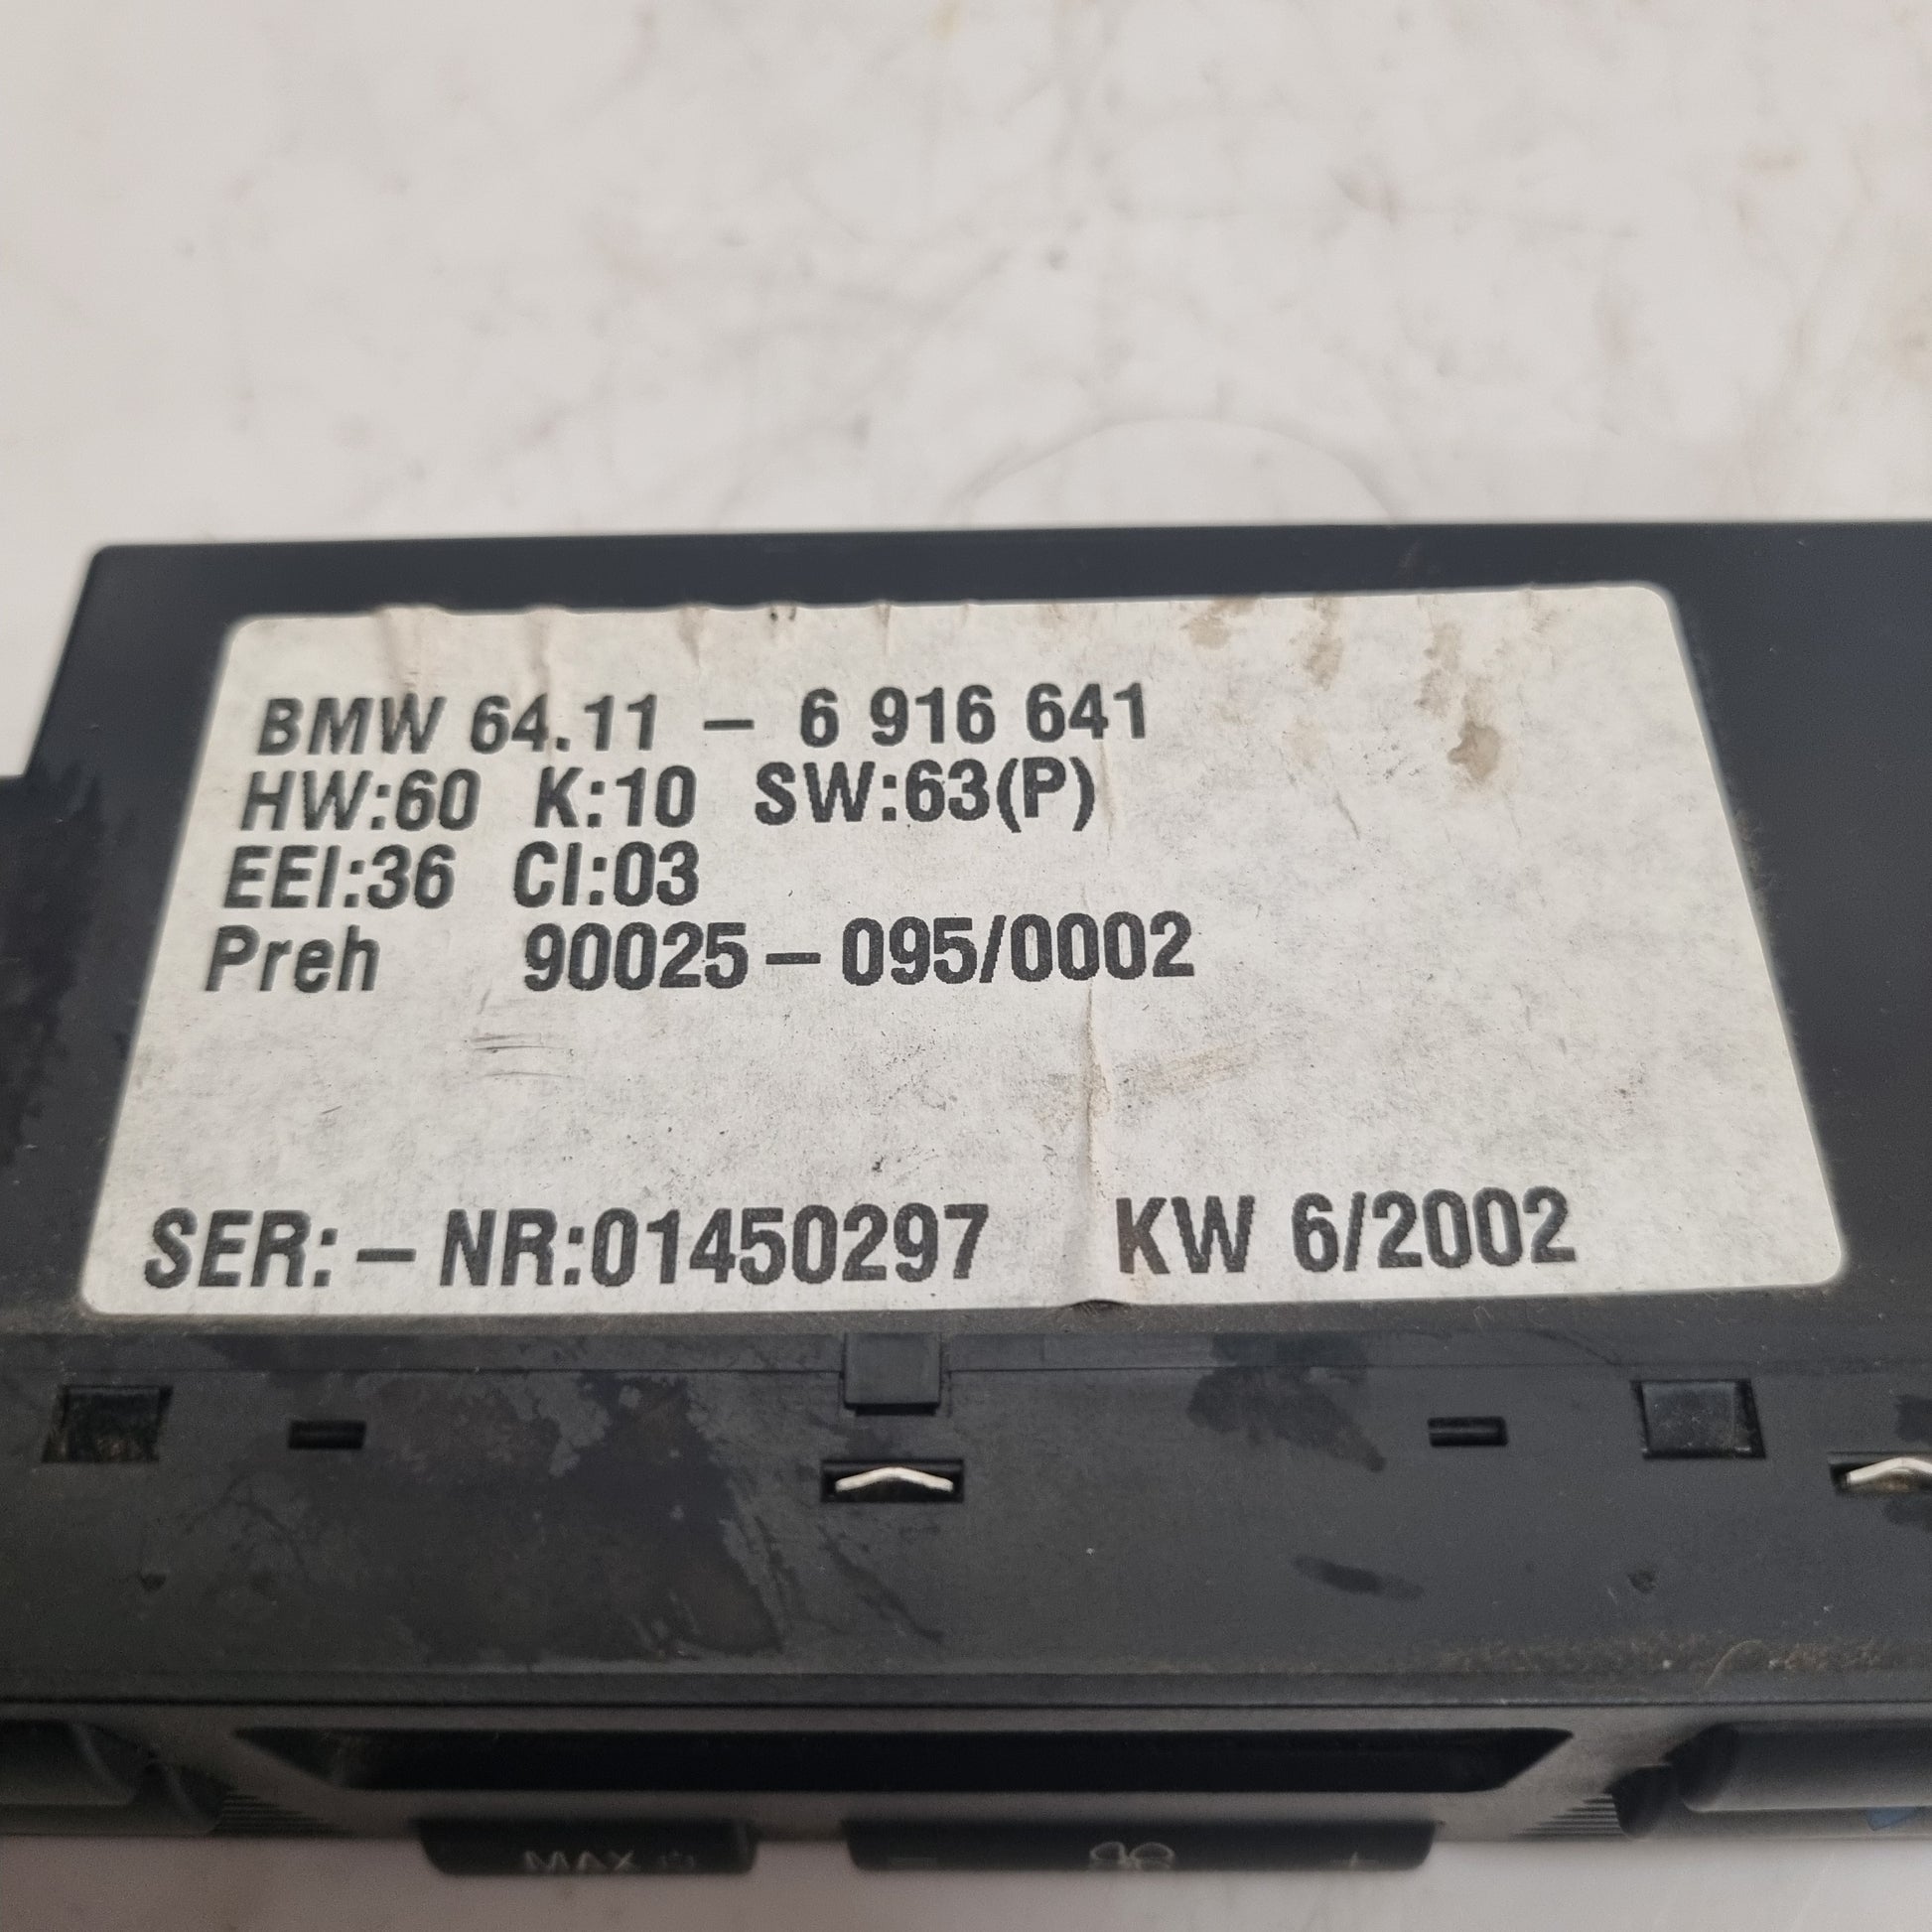 BMW 64.11 – 6 916 641
HW:60 K:10 SW:63(P)
EEI:36 CI:03
Preh 90025–095/0002
SER:–NR:01450297 KW 6/2002
MAX
– +